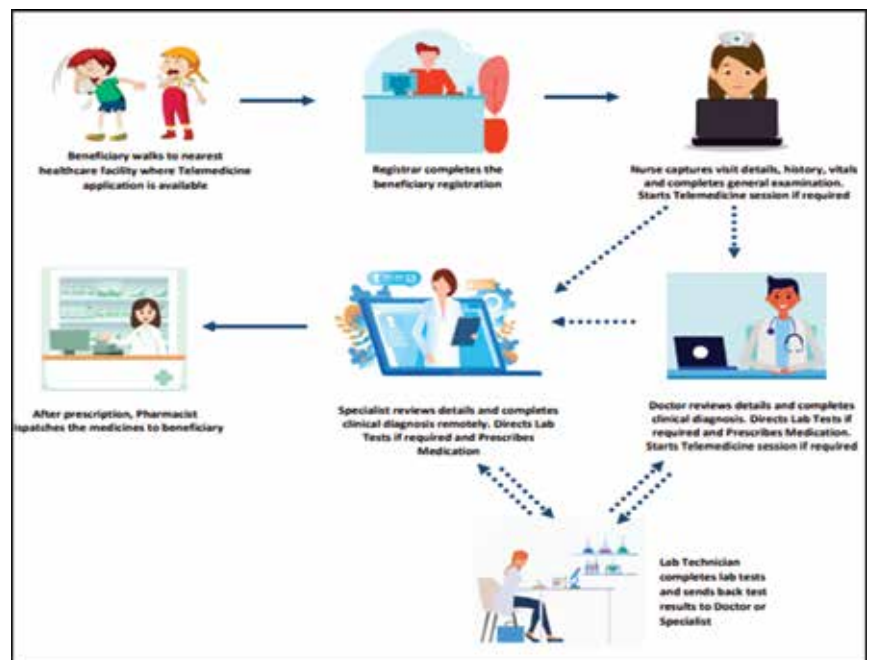 Beneficiary walks to nearest
healthcare facility where Telemedicine
application is available
Registrar completes the
beneficiary registration
Nurse captures visit details, history, vitals
and completes general examination.
Starts Telemedicine session if required
After prescription, Pharmacist
ispatches the medicines to beneficiary
Specialist reviews details and completes
clinical diagnosis remotely. Directs Lab
Tests if required and Prescribes
Medication
Doctor reviews details and completes
clinical diagnosis. Directs Lab Tests if
required and Prescribes Medication.
Starts Telemedicine session if required
Lab Technician
completes lab tests
and sends back test
results to Doctor or
Specialist